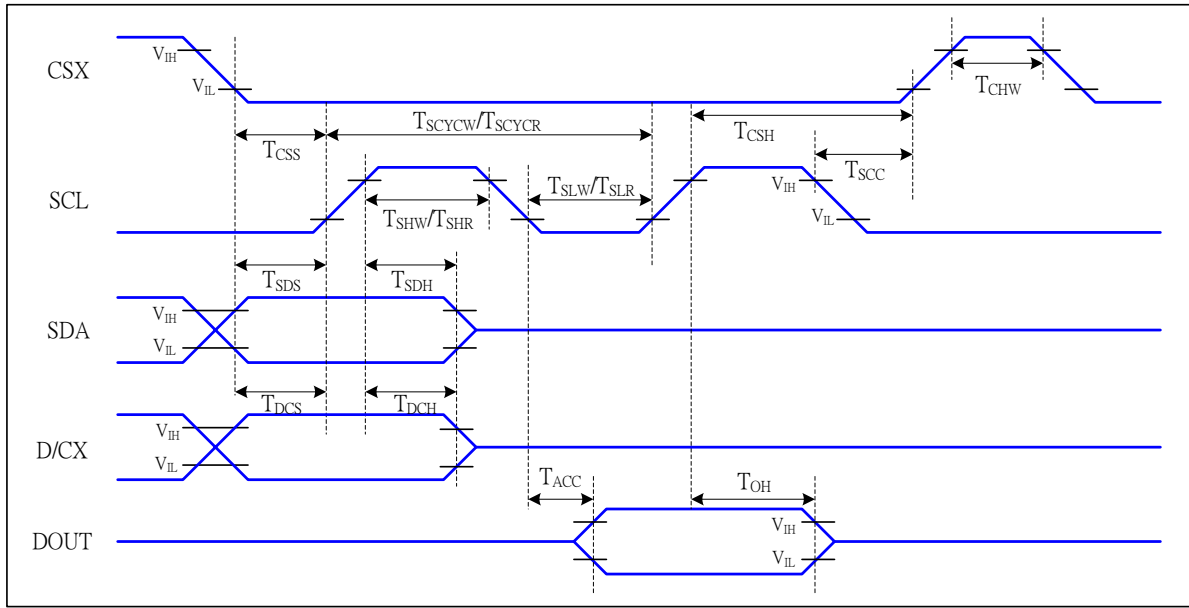 CSX
VIH
VIL
TCHW
TSCYCW/TSCYCR
TCSH
TCSS
TSCC
SCL
TSLW/TSLR
VIH
TSHW/TSHR
VIL
TSDS
TSDH
SDA
VIH
VIL
TDCS
TDCH
D/CX
VIH
VIL
TACC
TOH
DOUT
VIH
VIL